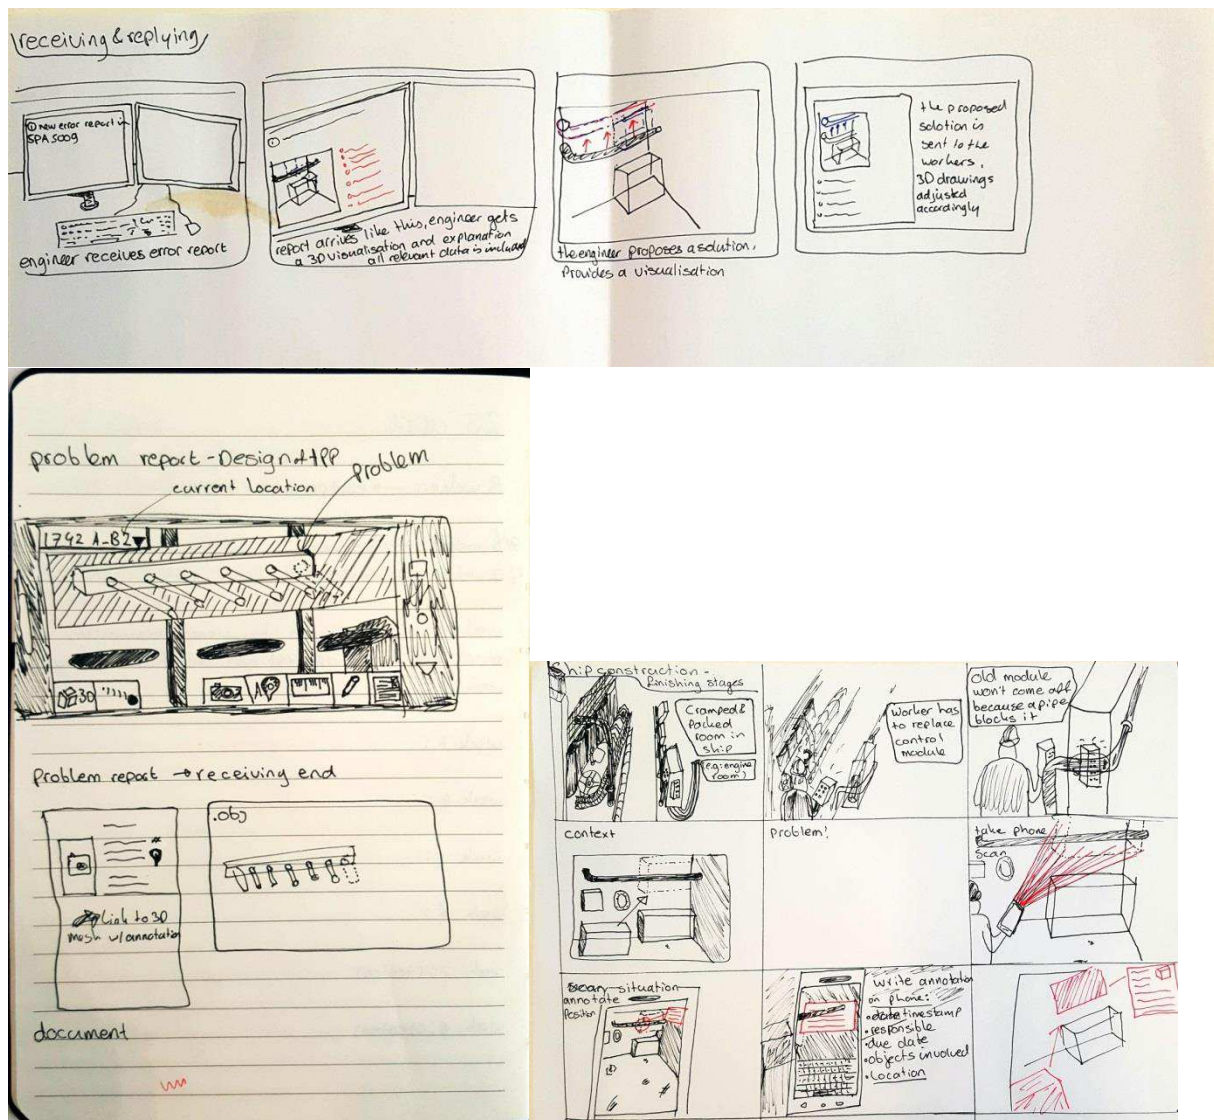 receiving & replying
① new error report in
SPA5009
engineer receives error report
report arrives like this, engineer gets
a 3D visualisation and explanation
all relevant data is included
the engineer proposes a solution,
Provides a visualisation
the proposed
solution is
sent to the
workers,
3D drawings
adjusted
accordingly
problem report - Design of APP
problem
current location
1742 A-B2
3D
problem report → receiving end
.obj
Link to 3D
mesh w/ annotation
document
Ship construction -
finishing stages
Cramped &
Packed
room in
ship
(e.g: engine
room)
Worker has
to replace
control
module
old module
won't come off
because a pipe
blocks it
context
problem!
take phone
scan
scan situation
annotate
Position
write annotation
on phone:
• date timestamp
• responsible
• due date
• objects involved
• Location